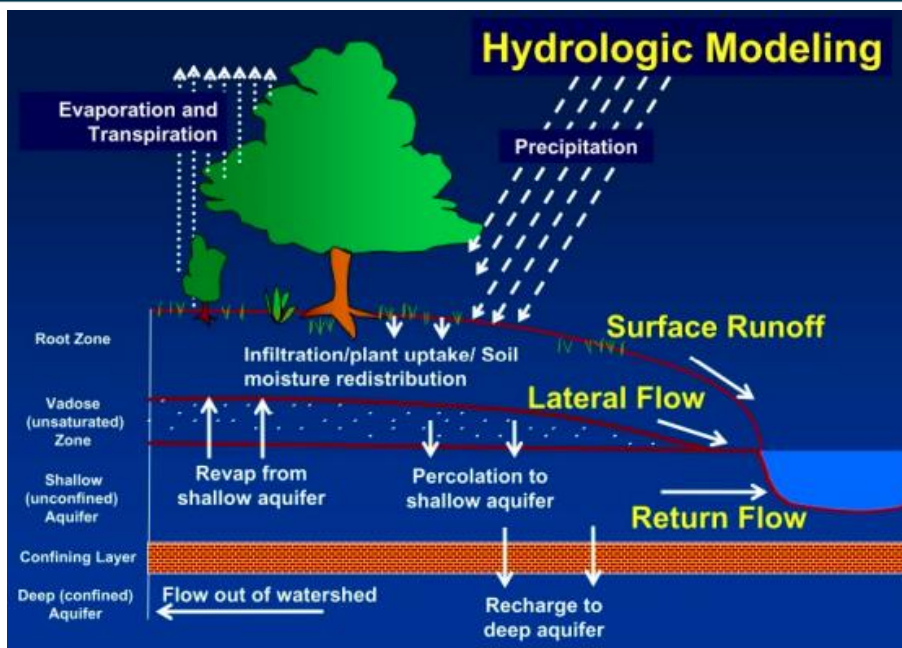 Hydrologic Modeling
Evaporation and
Transpiration
Precipitation
Root Zone
Infiltration/plant uptake/ Soil
moisture redistribution
Surface Runoff
Lateral Flow
Vadose
(unsaturated)
Zone
Revap from
shallow aquifer
Percolation to
shallow aquifer
Shallow
(unconfined)
Aquifer
Return Flow
Confining Layer
Deep (confined)
Aquifer
Flow out of watershed
Recharge to
deep aquifer